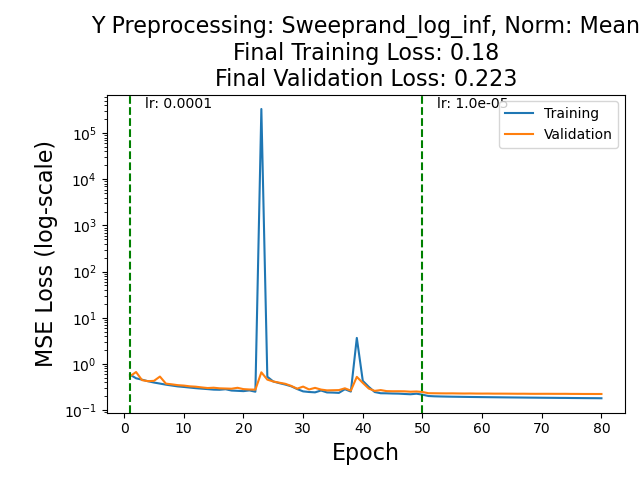 Y Preprocessing: Sweeprand_log_inf, Norm: Mean
Final Training Loss: 0.18
Final Validation Loss: 0.223
lr: 0.0001
lr: 1.0e-05
Training
Validation
MSE Loss (log-scale)
10^5
10^4
10^3
10^2
10^1
10^0
10^-1
0 10 20 30 40 50 60 70 80
Epoch